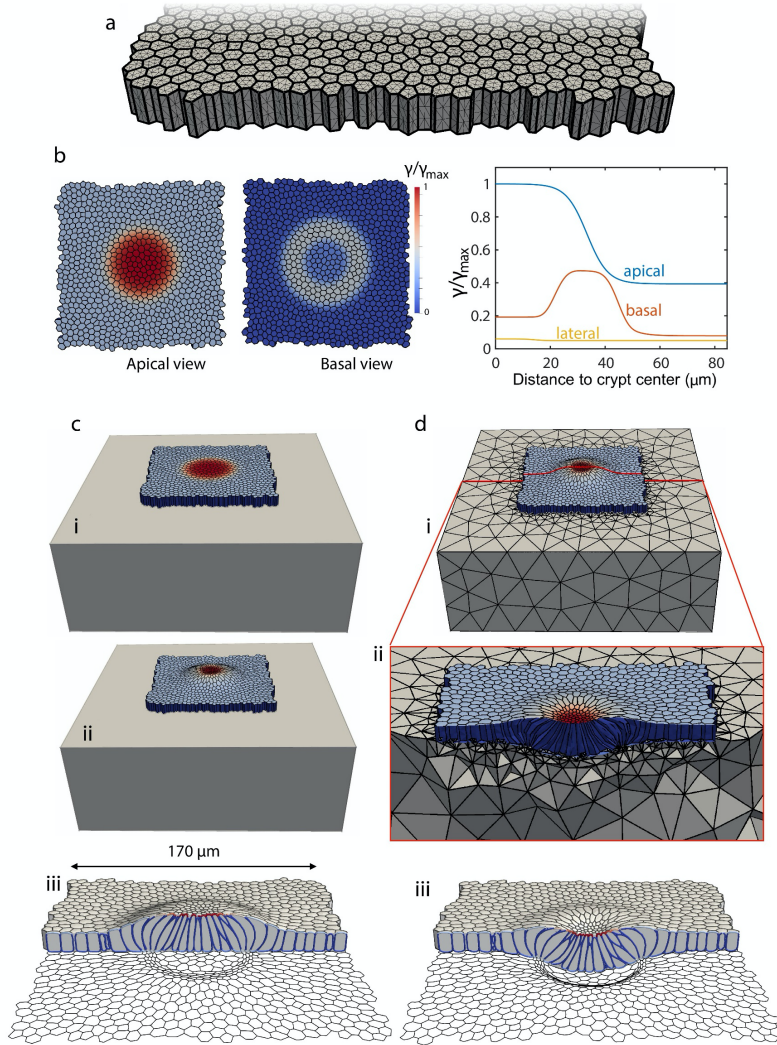 a
b
γ/γmax
1
0
Apical view
Basal view
γ/γmax
1
0.8
0.6
0.4
0.2
0
apical
basal
lateral
0
20
40
60
80
Distance to crypt center (μm)
c
i
ii
170 μm
iii
d
i
ii
iii